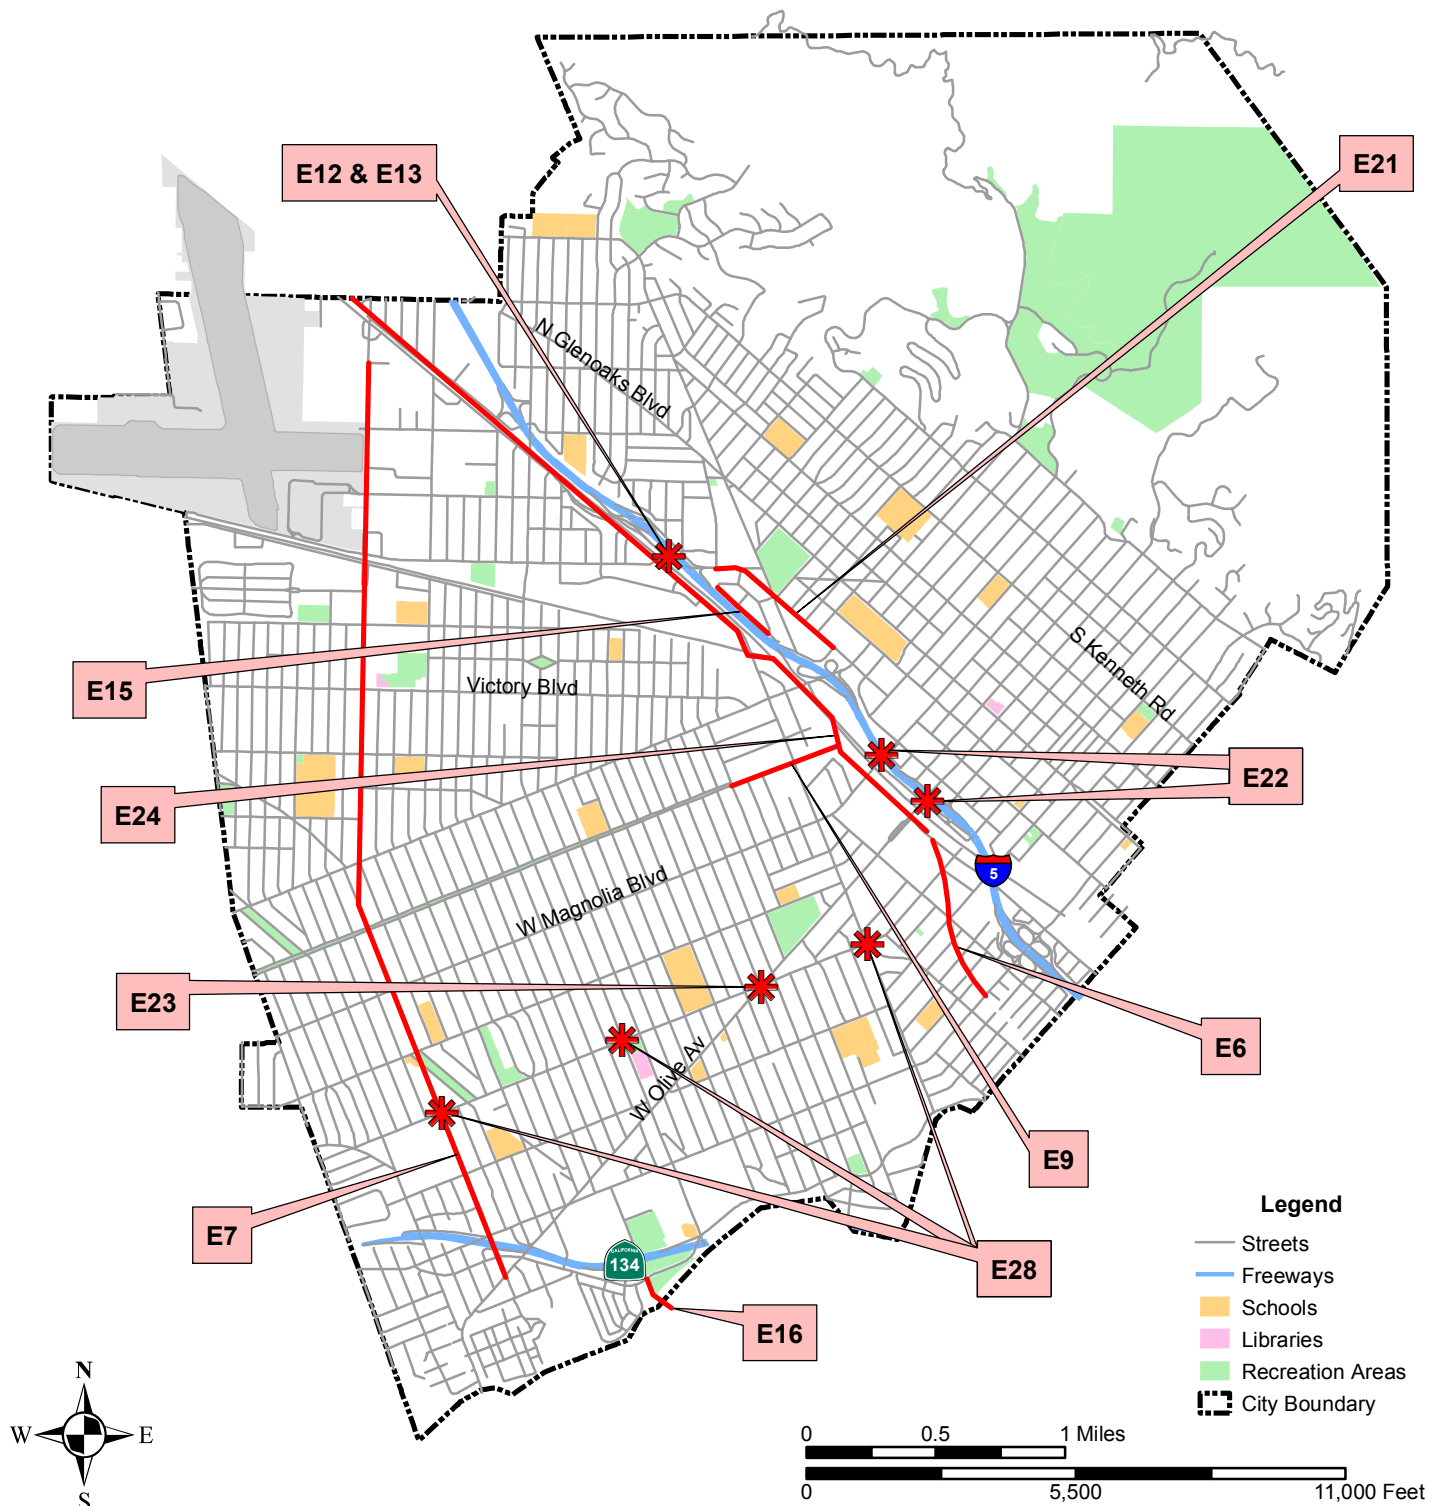 E12 & E13
E21
N Glenoaks Blvd
S Kenneth Rd
E15
Victory Blvd
E24
E22
5
W Magnolia Blvd
E23
E6
W Olive Av
E9
E7
CALIFORNIA
134
E28
E16
Legend
Streets
Freeways
Schools
Libraries
Recreation Areas
City Boundary
N
W E
S
0 0.5 1 Miles
0 5,500 11,000 Feet